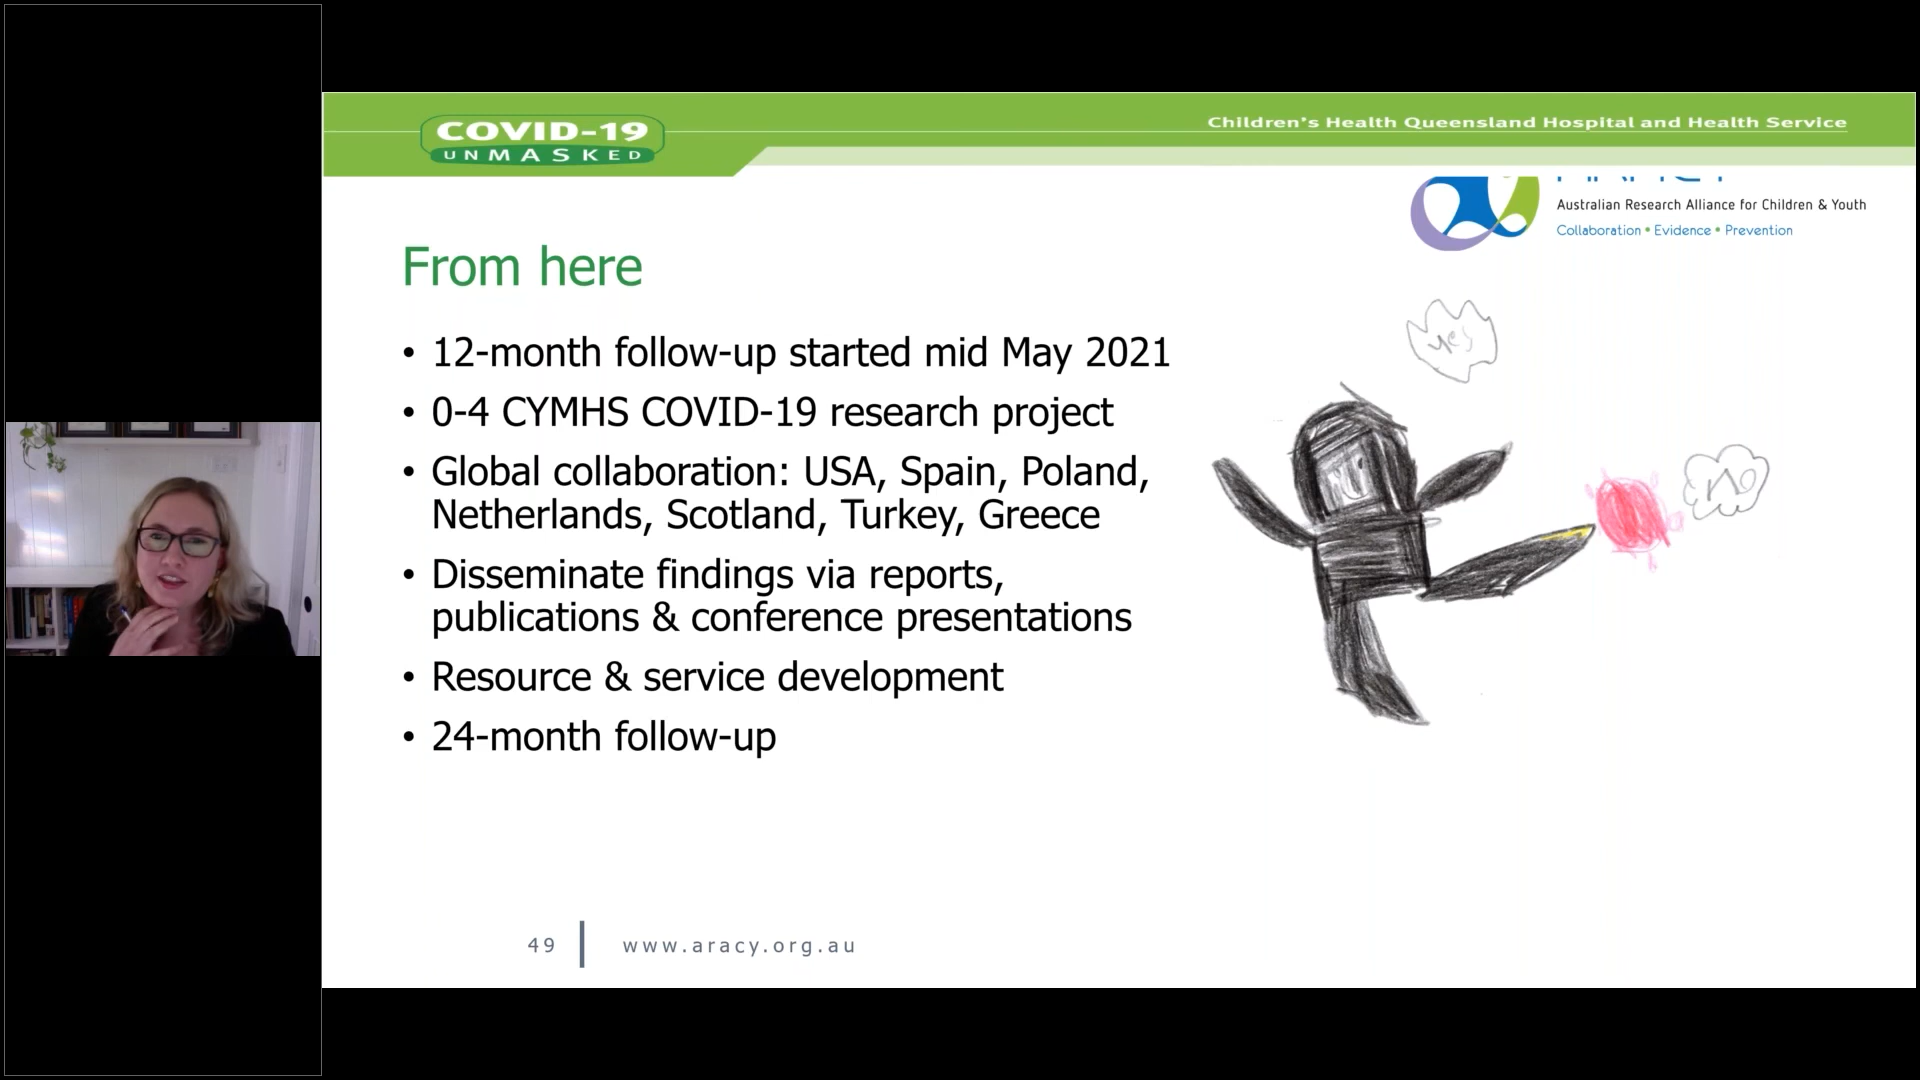 COVID-19
UNMASKED
Children's Health Queensland Hospital and Health Service
Australian Research Alliance for Children & Youth
Collaboration • Evidence • Prevention
From here
• 12-month follow-up started mid May 2021
• 0-4 CYMHS COVID-19 research project
• Global collaboration: USA, Spain, Poland,
Netherlands, Scotland, Turkey, Greece
• Disseminate findings via reports,
publications & conference presentations
• Resource & service development
• 24-month follow-up
yes
No
49
www.aracy.org.au